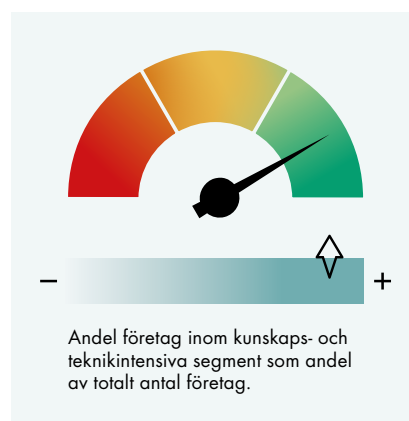 − +
Andel företag inom kunskaps- och
teknikintensiva segment som andel
av totalt antal företag.